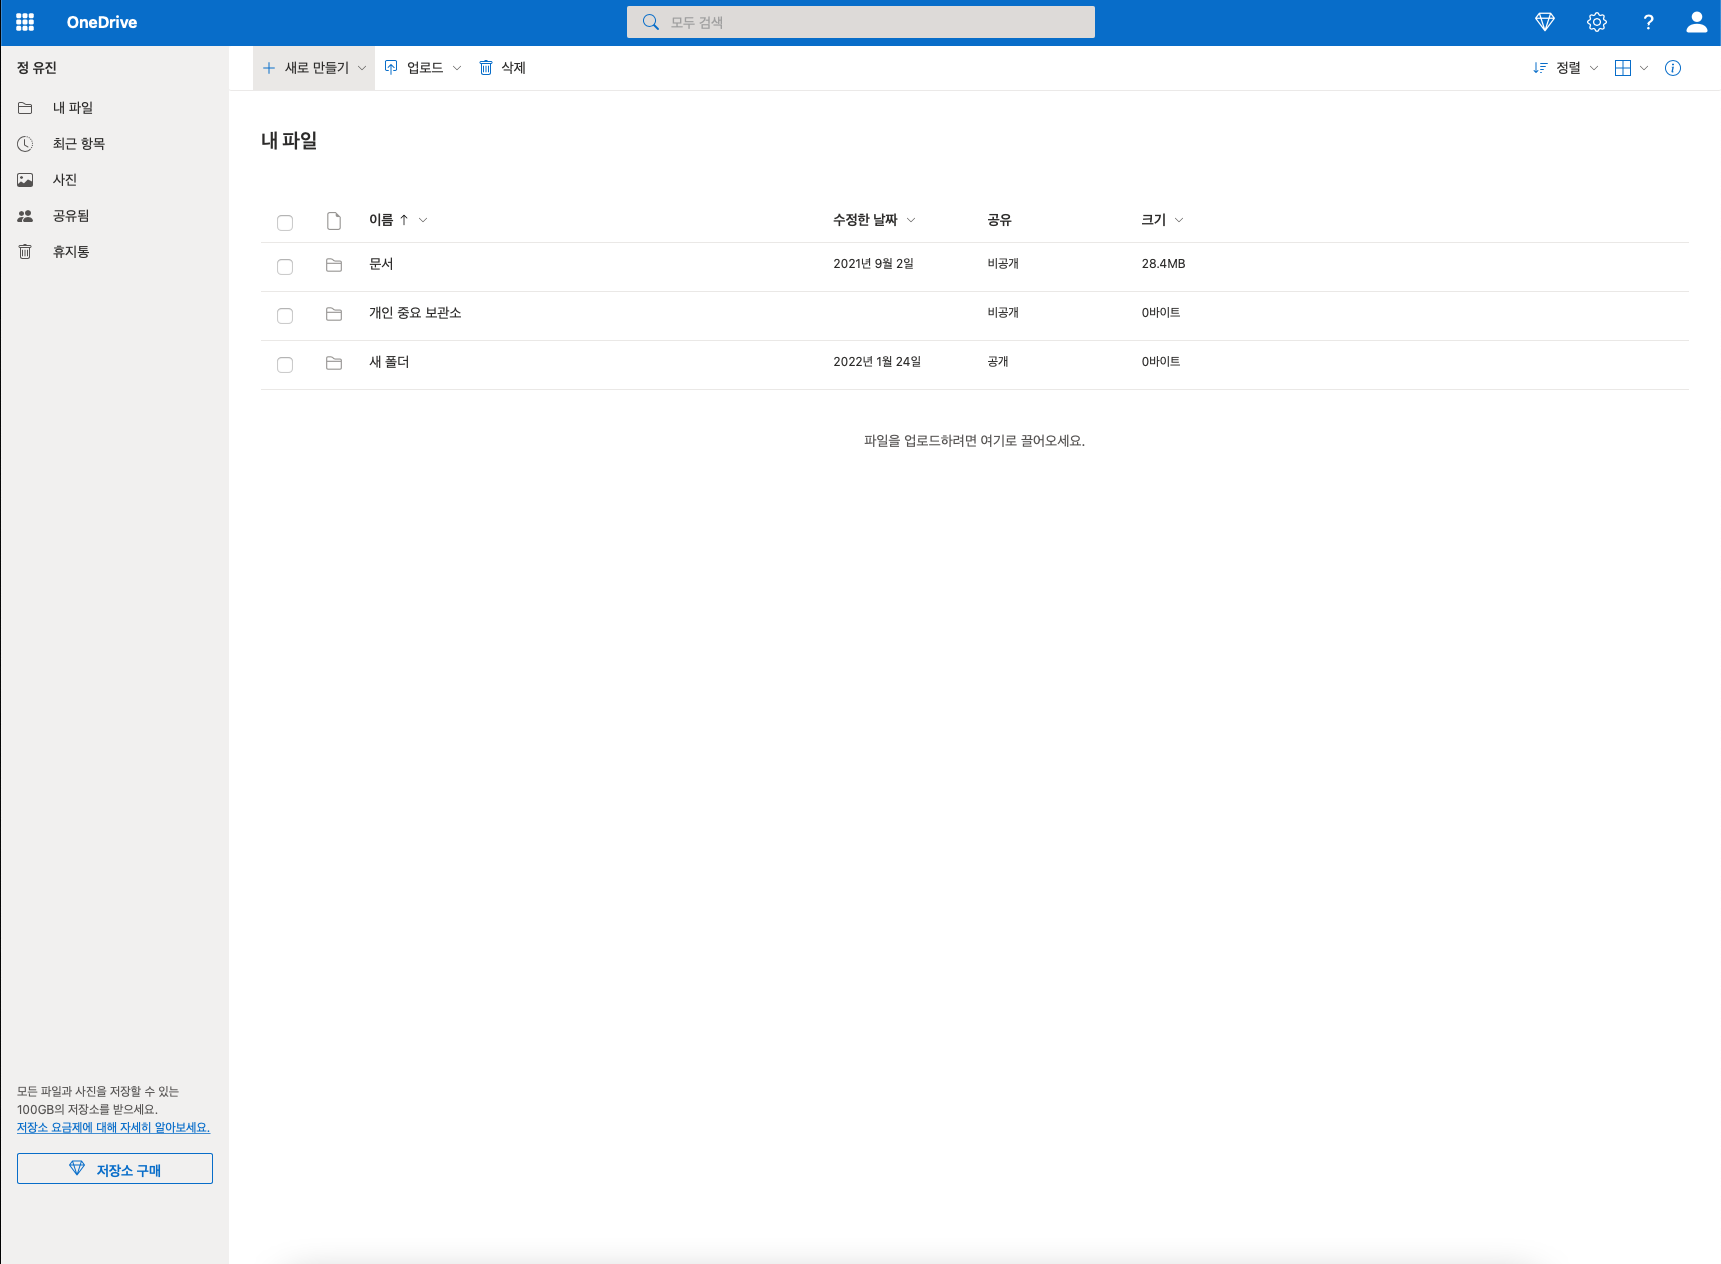 OneDrive
모두 검색
?
정 유진
새로 만들기
업로드
삭제
정렬
내 파일
최근 항목
사진
공유됨
휴지통
내 파일
이름 ↑
수정한 날짜
공유
크기
문서
2021년 9월 2일
비공개
28.4MB
개인 중요 보관소
비공개
0바이트
새 폴더
2022년 1월 24일
공개
0바이트
파일을 업로드하려면 여기로 끌어오세요.
모든 파일과 사진을 저장할 수 있는
100GB의 저장소를 받으세요.
저장소 요금제에 대해 자세히 알아보세요.
저장소 구매